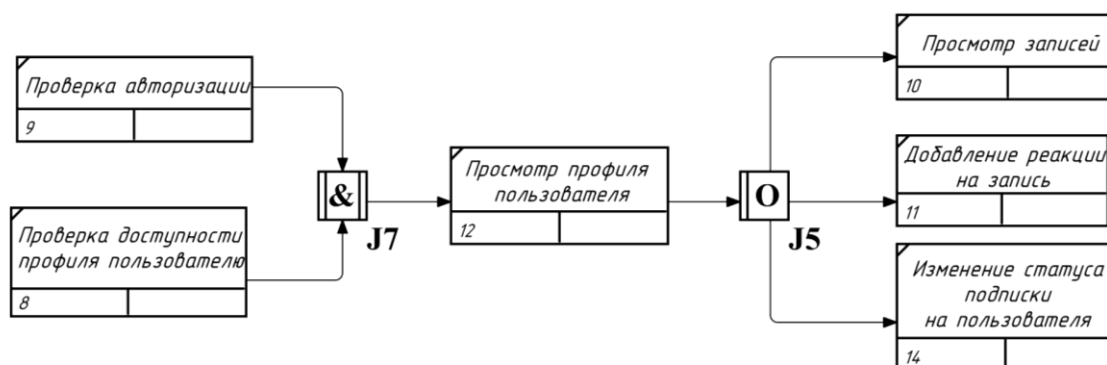 Проверка авторизации
9
&
J7
Проверка доступности
профиля пользователю
8
Просмотр профиля
пользователя
12
O
J5
Просмотр записей
10
Добавление реакции
на запись
11
Изменение статуса
подписки
на пользователя
14